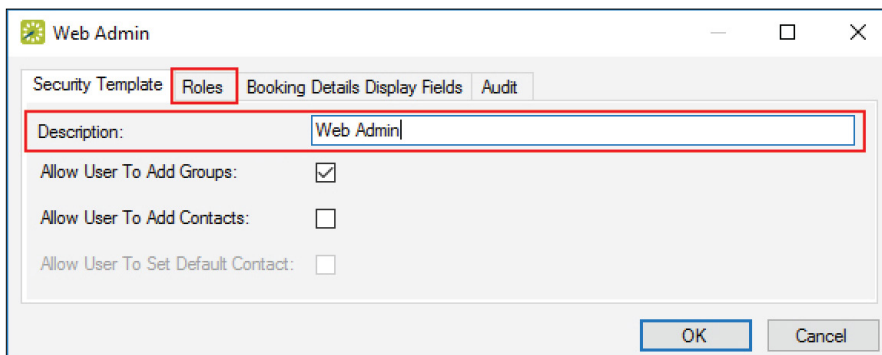 Web Admin
Security Template Roles Booking Details Display Fields Audit
Description: Web Admin
Allow User To Add Groups:
Allow User To Add Contacts:
Allow User To Set Default Contact:
OK Cancel